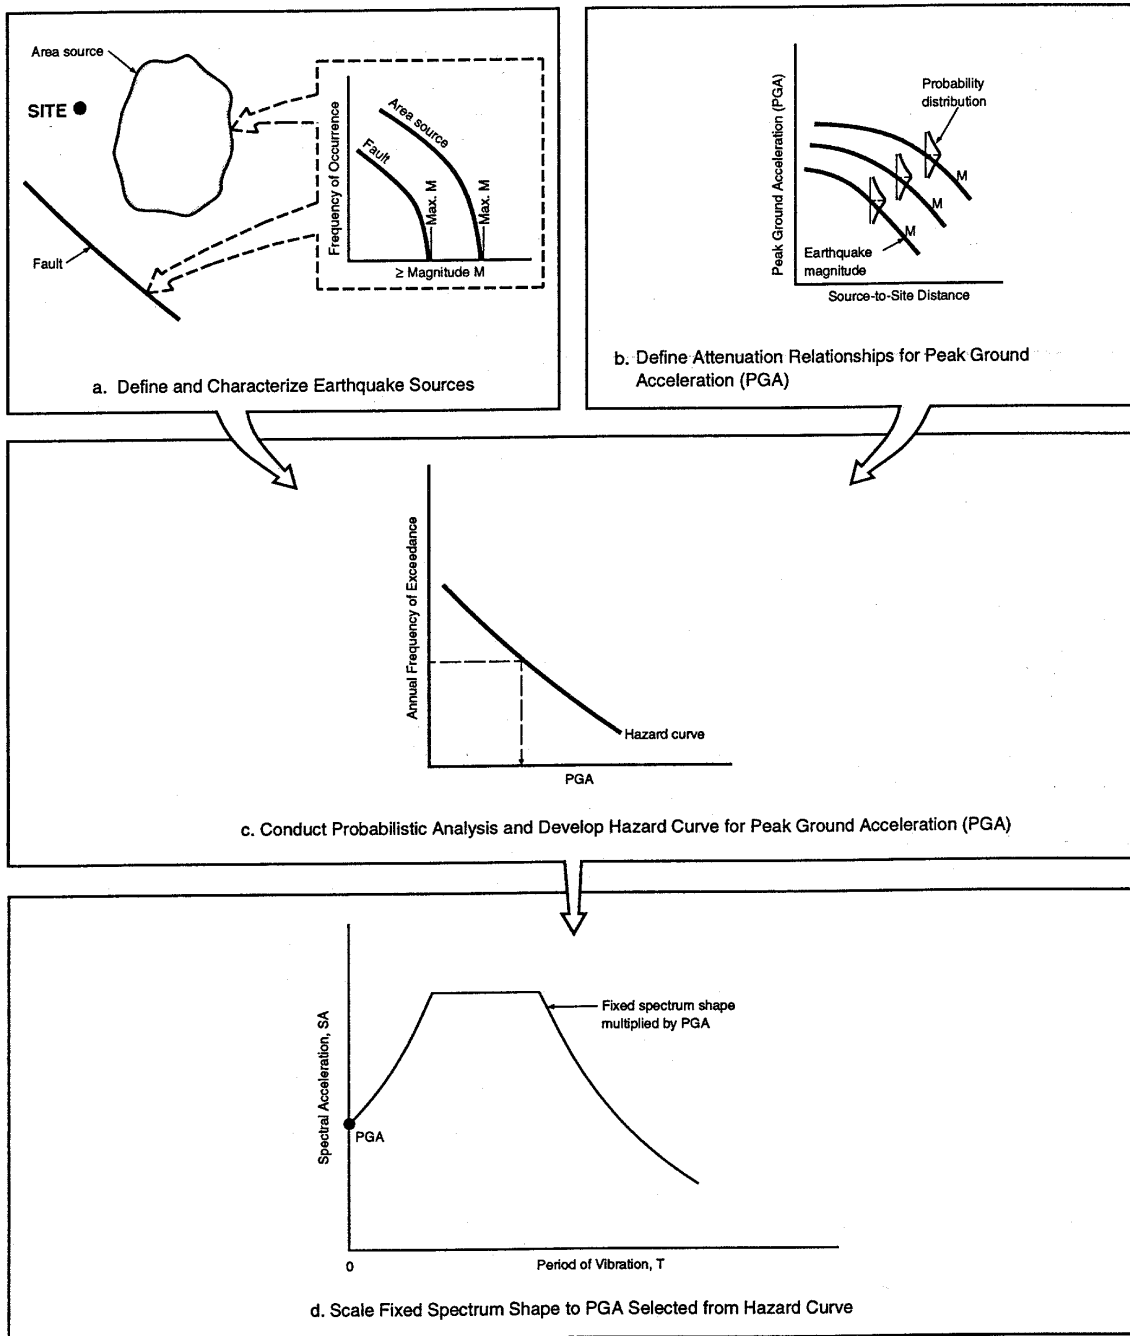 Area source
SITE
Fault
Frequency of Occurrence
Area source
Fault
Max. M
Max. M
≥ Magnitude M
a. Define and Characterize Earthquake Sources
Peak Ground Acceleration (PGA)
Probability
distribution
M
M
M
Earthquake
magnitude
Source-to-Site Distance
b. Define Attenuation Relationships for Peak Ground
Acceleration (PGA)
Annual Frequency of Exceedance
Hazard curve
PGA
c. Conduct Probabilistic Analysis and Develop Hazard Curve for Peak Ground Acceleration (PGA)
Spectral Acceleration, SA
Fixed spectrum shape
multiplied by PGA
PGA
0
Period of Vibration, T
d. Scale Fixed Spectrum Shape to PGA Selected from Hazard Curve